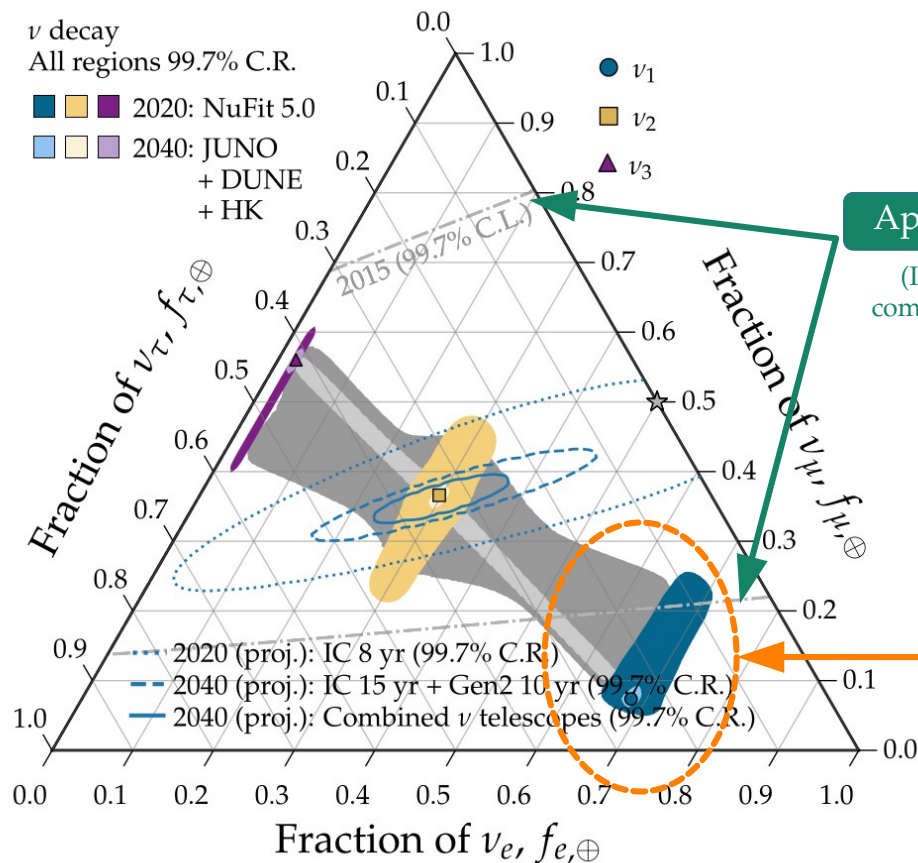 ν decay
All regions 99.7% C.R.
2020: NuFit 5.0
2040: JUNO
+ DUNE
+ HK
ν1
ν2
ν3
0.0
0.1
0.2
0.3
0.4
0.5
0.6
0.7
0.8
0.9
1.0
Fraction of ντ, fτ,⊕
1.0
0.9
0.8
0.7
0.6
0.5
0.4
0.3
0.2
0.1
0.0
Fraction of νμ, fμ,⊕
2015 (99.7% C.L.)
Ap
(I
com
2020 (proj.): IC 8 yr (99.7% C.R.)
2040 (proj.): IC 15 yr + Gen2 10 yr (99.7% C.R.)
2040 (proj.): Combined ν telescopes (99.7% C.R.)
0.0 0.1 0.2 0.3 0.4 0.5 0.6 0.7 0.8 0.9 1.0
Fraction of νe, fe,⊕